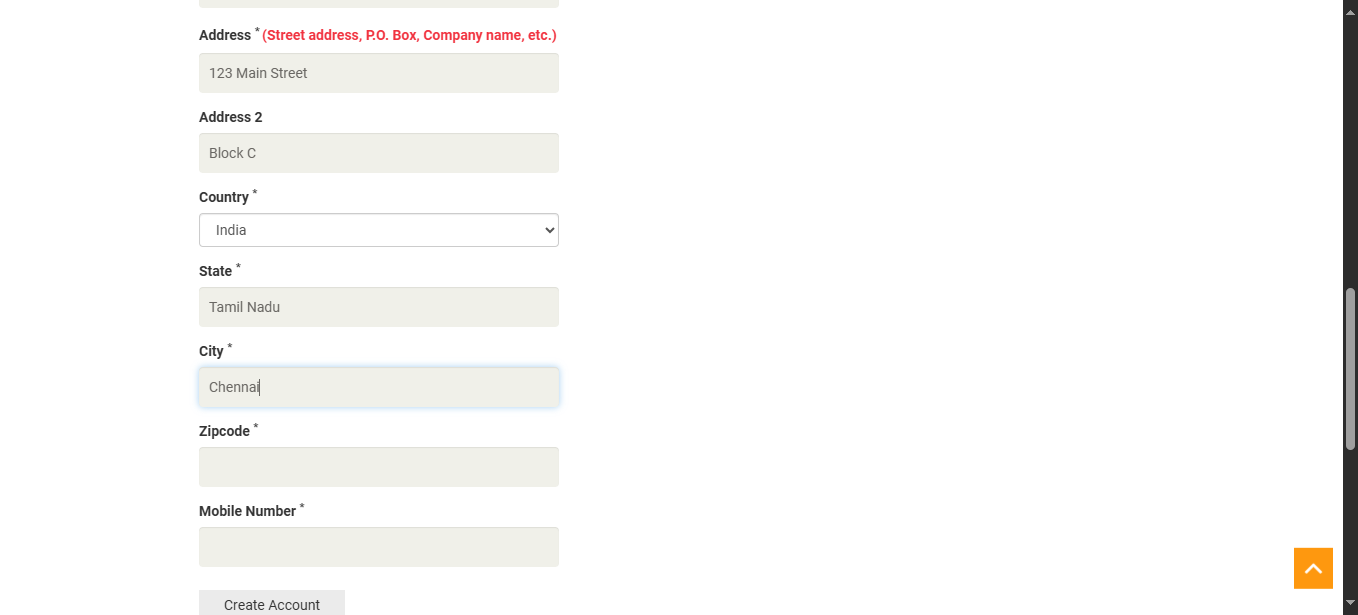 Address * (Street address, P.O. Box, Company name, etc.)
123 Main Street
Address 2
Block C
Country *
India
State *
Tamil Nadu
City *
Chennai
Zipcode *
Mobile Number *
Create Account